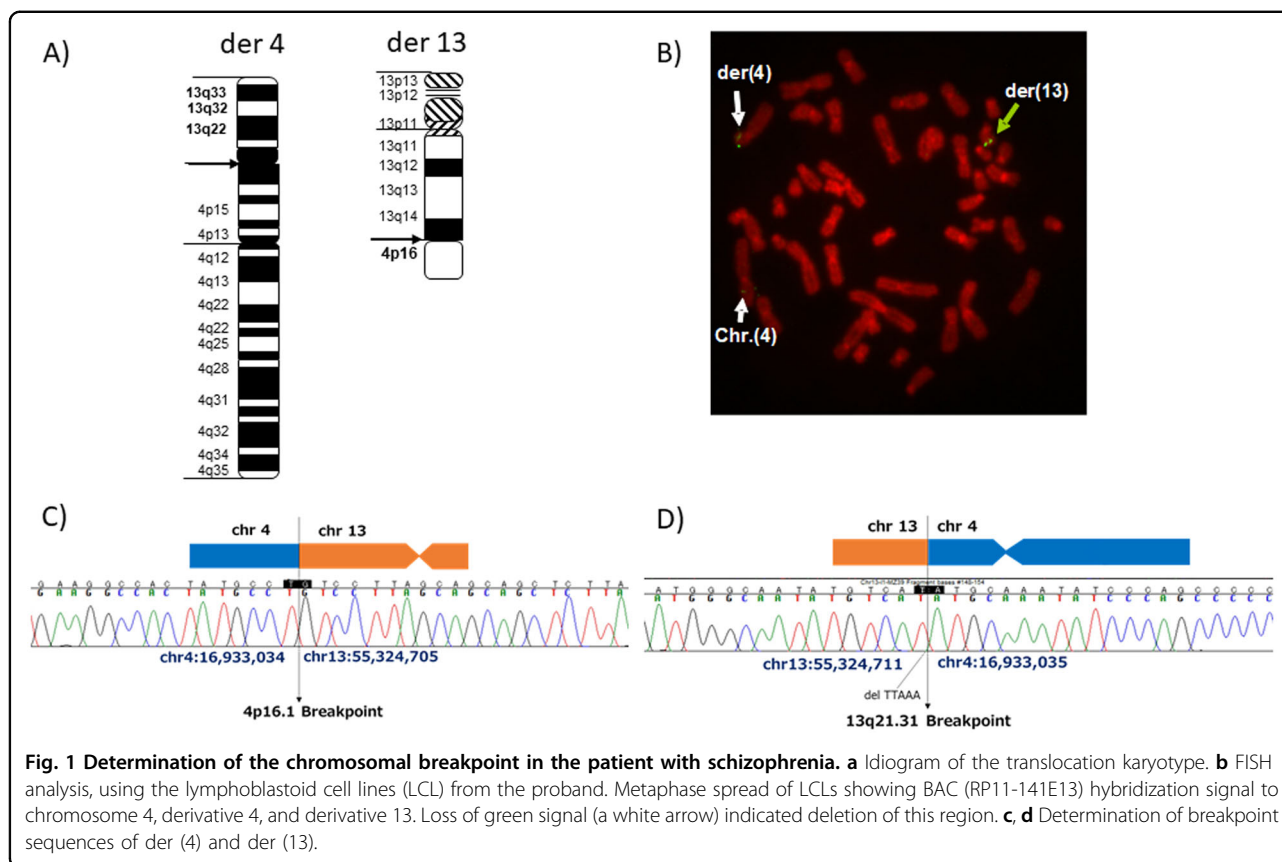 A)
der 4
der 13
13q33
13q32
13q22
4p15
4p13
4q12
4q13
4q22
4q22
4q25
4q28
4q31
4q32
4q34
4q35
13p13
13p12
13p11
13q11
13q12
13q13
13q14
4p16
B)
der(4)
der(13)
Chr.(4)
C)
chr 4 chr 13
G A A G G C C A C T A T G C C T G T C C T T A G C A G C A G C T C T T A
G A A G G C C A C T A T G C C T G T C C T T A G C A G C A G C T C T T A
chr4:16,933,034 chr13:55,324,705
4p16.1 Breakpoint
D)
chr 13 chr 4
A T G G G C A A T A T G T C A T A T G C A A A T A T C C C A G C C C C C
A T G G G C A A T A T G T C A T A T G C A A A T A T C C C A G C C C C C
chr13:55,324,711 chr4:16,933,035
del TTAAA
13q21.31 Breakpoint
Fig. 1 Determination of the chromosomal breakpoint in the patient with schizophrenia. a Idiogram of the translocation karyotype. b FISH
analysis, using the lymphoblastoid cell lines (LCL) from the proband. Metaphase spread of LCLs showing BAC (RP11-141E13) hybridization signal to
chromosome 4, derivative 4, and derivative 13. Loss of green signal (a white arrow) indicated deletion of this region. c, d Determination of breakpoint
sequences of der (4) and der (13).